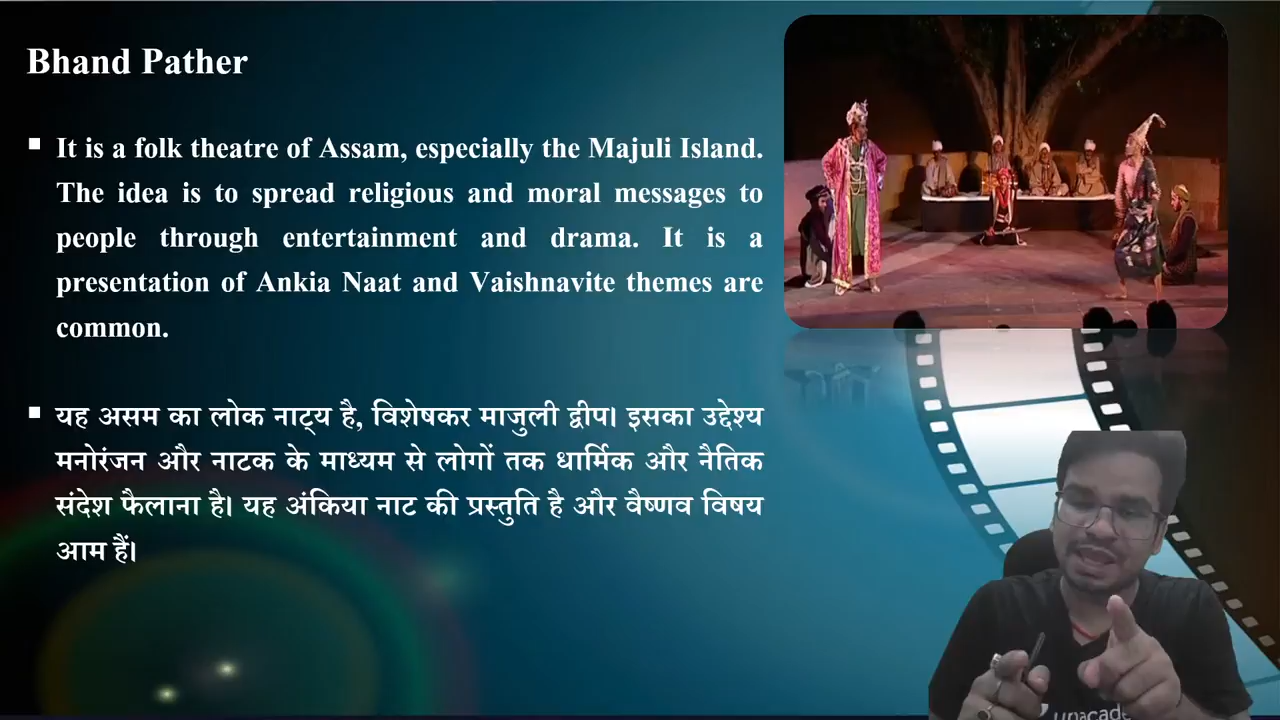 Bhand Pather
▪ It is a folk theatre of Assam, especially the Majuli Island.
The idea is to spread religious and moral messages to
people through entertainment and drama. It is a
presentation of Ankia Naat and Vaishnavite themes are
common.
▪ यह असम का लोक नाट्य है, विशेषकर माजुली द्वीप। इसका उद्देश्य
मनोरंजन और नाटक के माध्यम से लोगों तक धार्मिक और नैतिक
संदेश फैलाना है। यह अंकिया नाट की प्रस्तुति है और वैष्णव विषय
आम हैं।